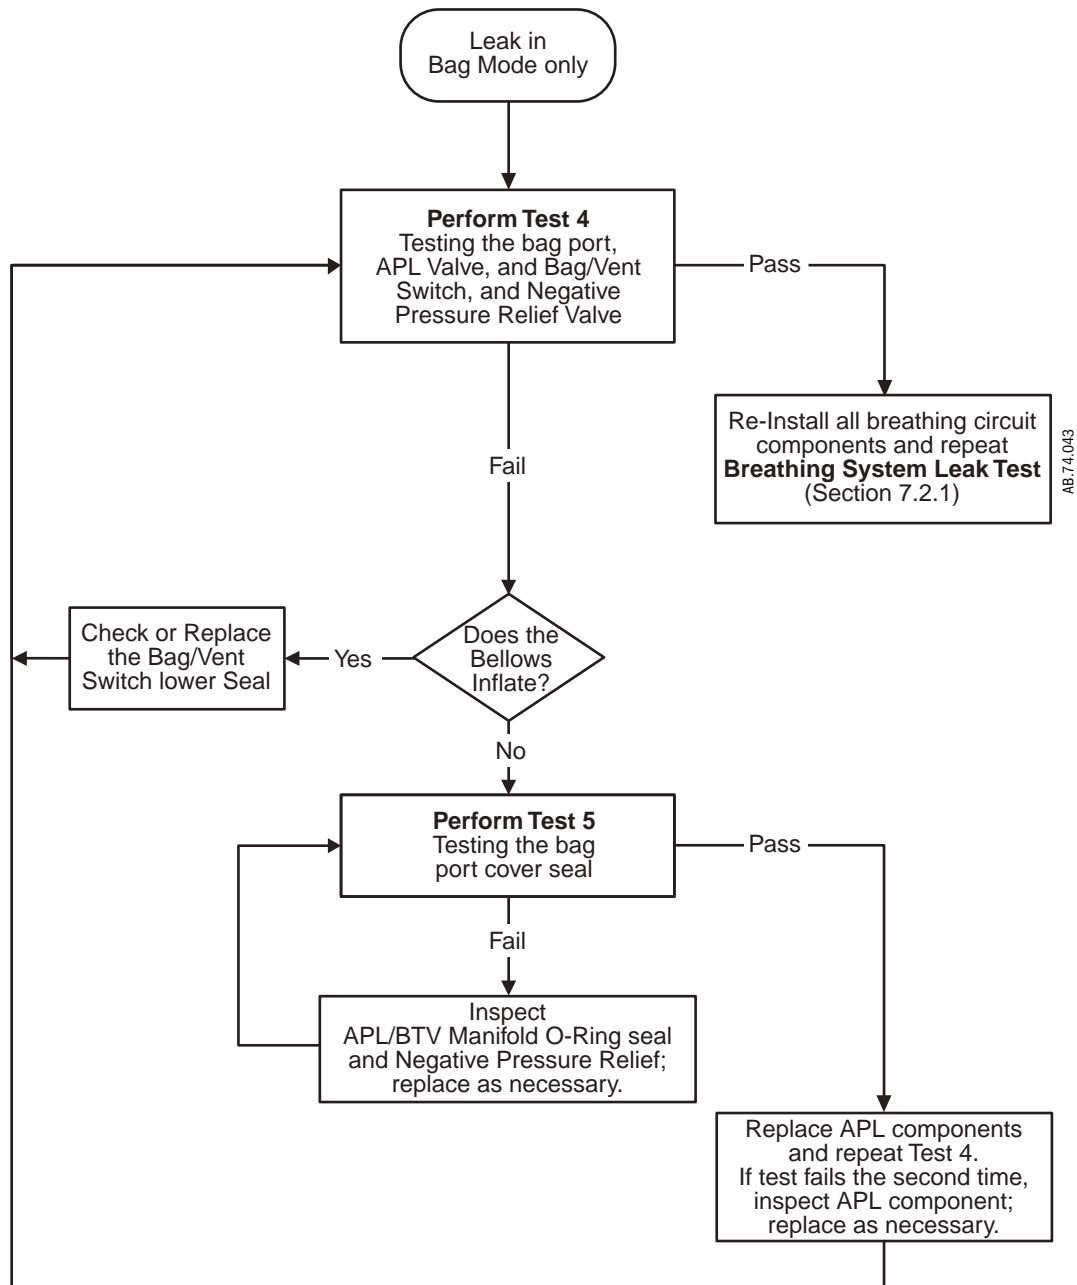 Leak in
Bag Mode only
Perform Test 4
Testing the bag port,
APL Valve, and Bag/Vent
Switch, and Negative
Pressure Relief Valve
Pass
Re-Install all breathing circuit
components and repeat
Breathing System Leak Test
(Section 7.2.1)
AB.74.043
Fail
Does the
Bellows
Inflate?
Yes
Check or Replace
the Bag/Vent
Switch lower Seal
No
Perform Test 5
Testing the bag
port cover seal
Pass
Fail
Inspect
APL/BTV Manifold O-Ring seal
and Negative Pressure Relief;
replace as necessary.
Replace APL components
and repeat Test 4.
If test fails the second time,
inspect APL component;
replace as necessary.